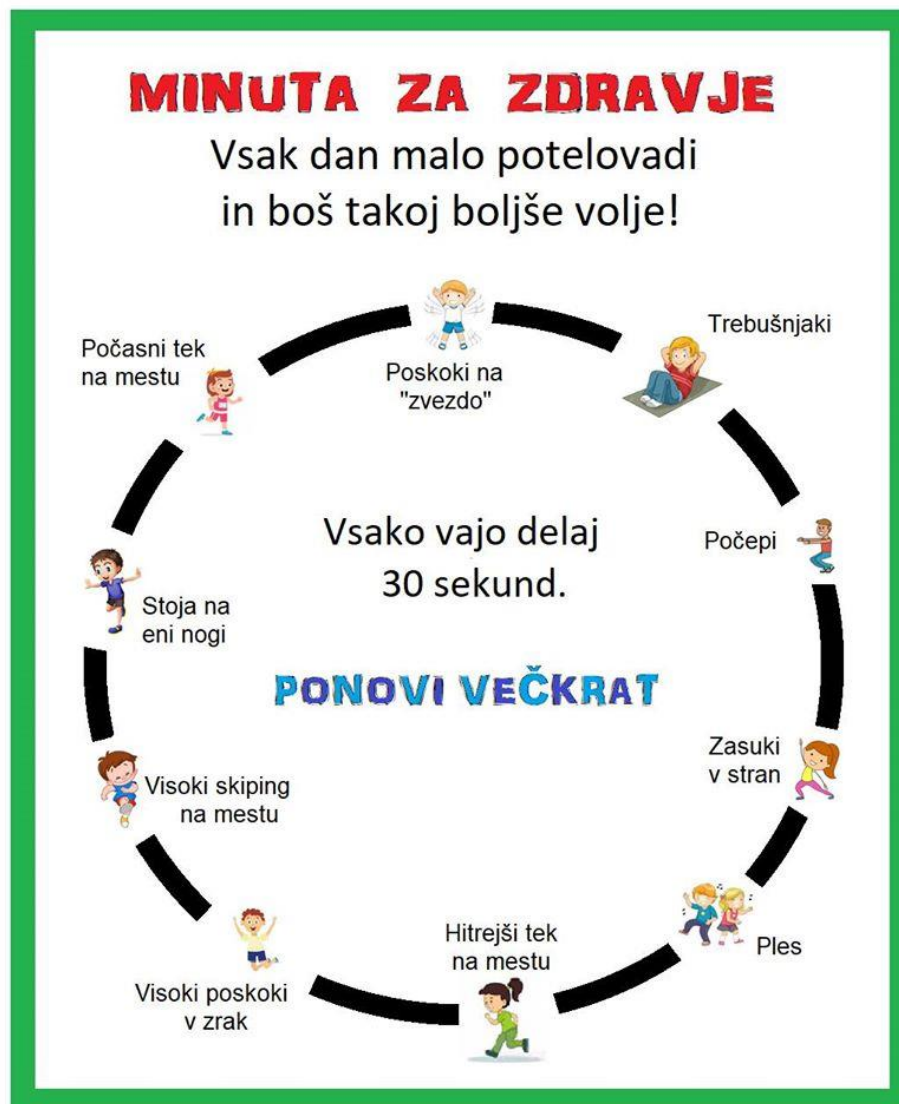 MINUTA ZA ZDRAVJE
Vsak dan malo potelovadi
in boš takoj boljše volje!
Poskoki na
"zvezdo"
Trebušnjaki
Počepi
Zasuki
v stran
Ples
Hitrejši tek
na mestu
Visoki poskoki
v zrak
Visoki skiping
na mestu
Stoja na
eni nogi
Počasni tek
na mestu
Vsako vajo delaj
30 sekund.
PONOVI VEČKRAT